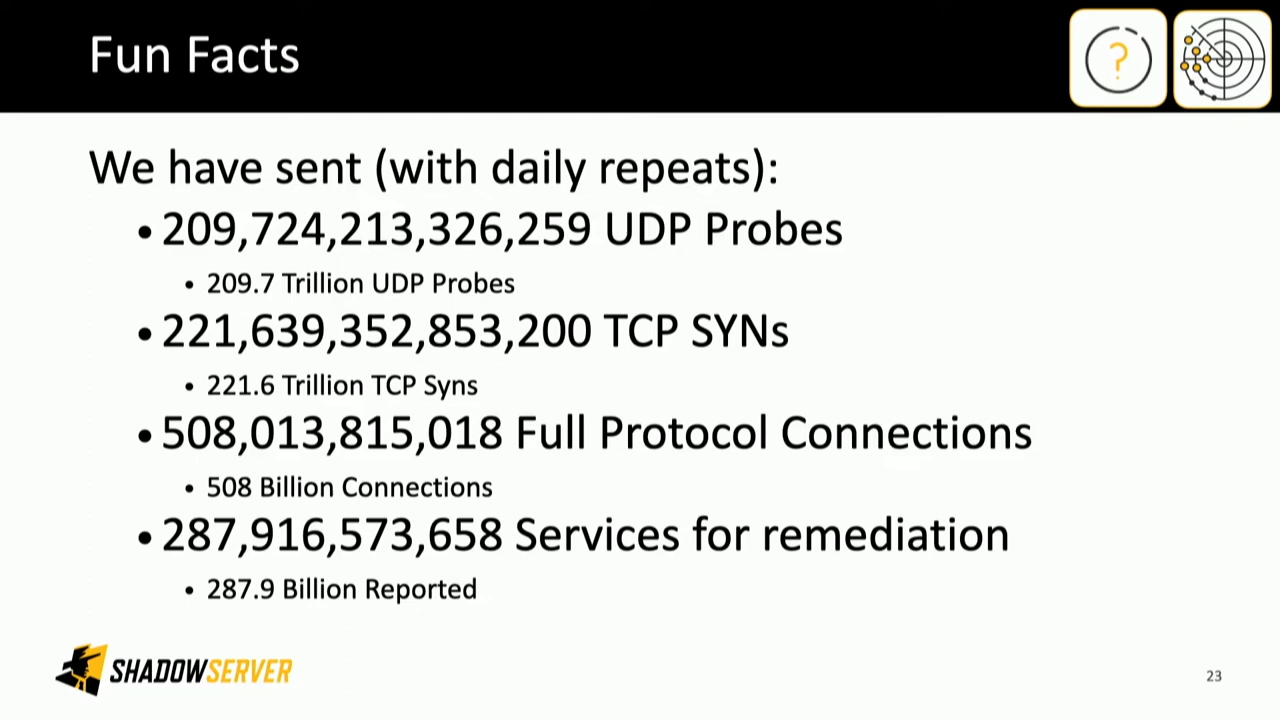 Fun Facts
?
We have sent (with daily repeats):
• 209,724,213,326,259 UDP Probes
• 209.7 Trillion UDP Probes
• 221,639,352,853,200 TCP SYNs
• 221.6 Trillion TCP Syns
• 508,013,815,018 Full Protocol Connections
• 508 Billion Connections
• 287,916,573,658 Services for remediation
• 287.9 Billion Reported
SHADOWSERVER
23